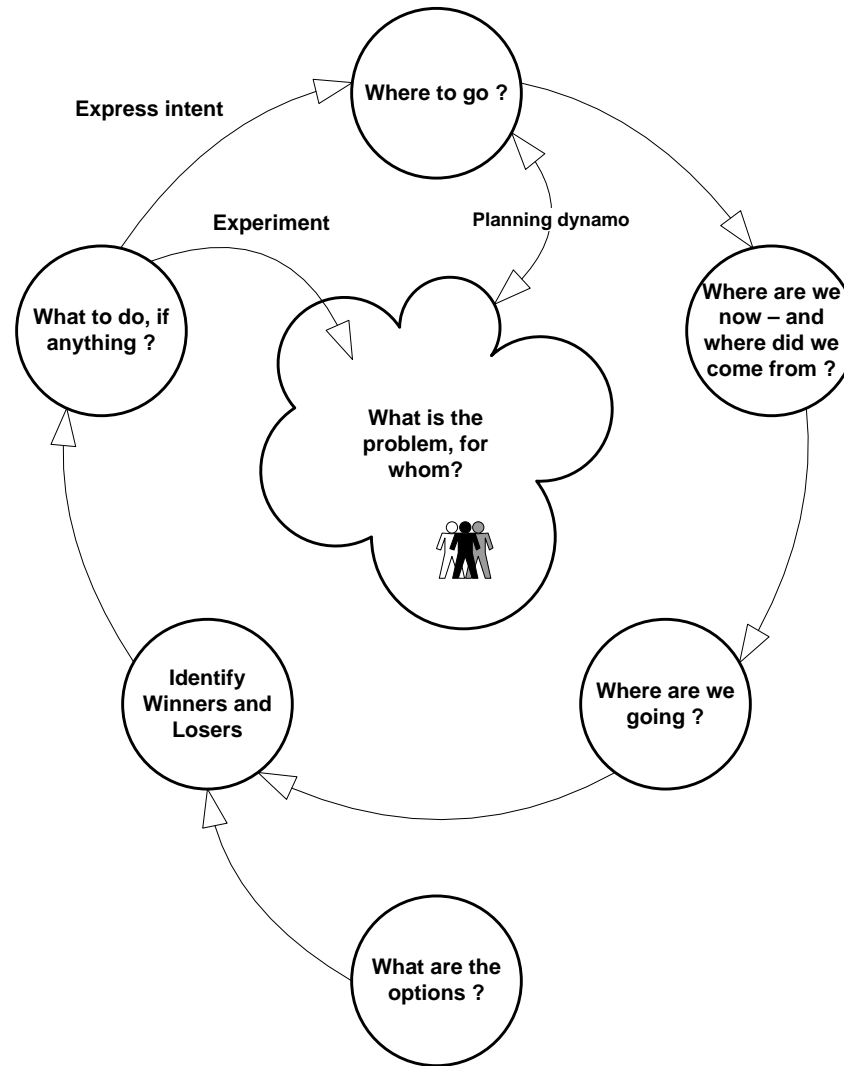 Where to go ?
Express intent
Experiment
Planning dynamo
What to do, if
anything ?
Where are we
now – and
where did we
come from ?
What is the
problem, for
whom?
Identify
Winners and
Losers
Where are we
going ?
What are the
options ?